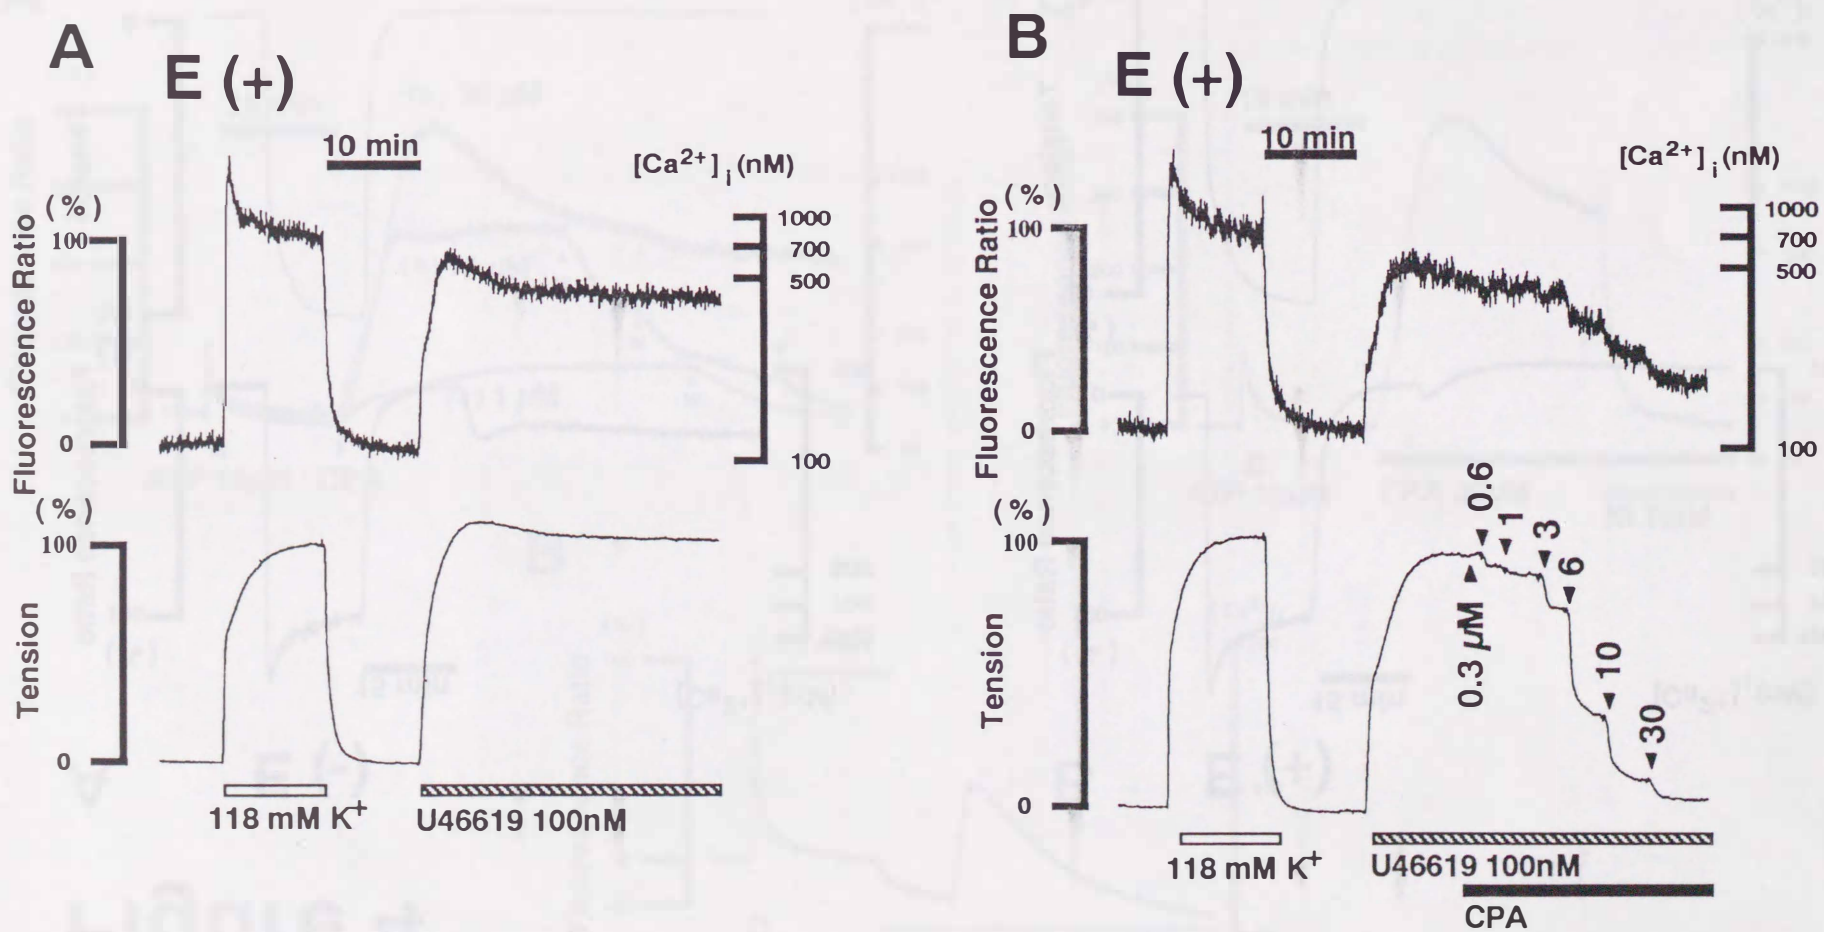 A
E (+)
10 min
[Ca²⁺]i (nM)
(%)
100
0
Fluorescence Ratio
1000
700
500
100
(%)
100
0
Tension
118 mM K⁺
U46619 100nM
B
E (+)
10 min
[Ca²⁺]i (nM)
(%)
100
0
Fluorescence Ratio
1000
700
500
100
(%)
100
0
Tension
0.3 µM
0.6
1
3
6
10
30
118 mM K⁺
U46619 100nM
CPA